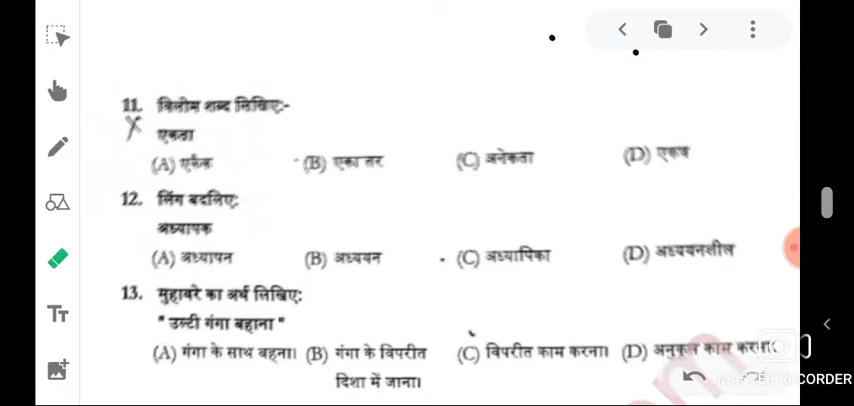 11. विलोम शब्द लिखिए:-
एकता
(A) एकैक (B) एका तर (C) अनेकता (D) एकत्र
12. लिंग बदलिए:
अध्यापक
(A) अध्यापन (B) अध्ययन (C) अध्यापिका (D) अध्ययनशील
13. मुहावरे का अर्थ लिखिए:
" उल्टी गंगा बहाना "
(A) गंगा के साथ बहना। (B) गंगा के विपरीत (C) विपरीत काम करना। (D) अनुकूल काम करना
दिशा में जाना।
MASTER RECORDER